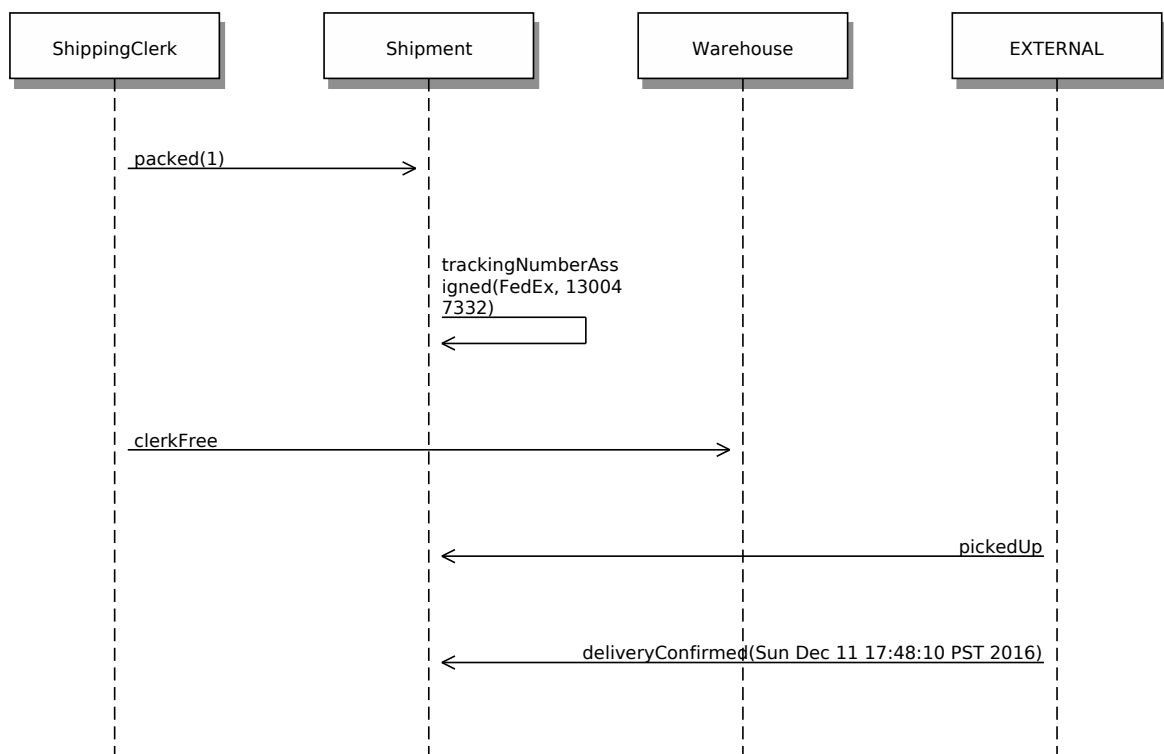 ShippingClerk
Shipment
Warehouse
EXTERNAL
packed(1)
trackingNumberAss
igned(FedEx, 13004
7332)
clerkFree
pickedUp
deliveryConfirmed(Sun Dec 11 17:48:10 PST 2016)